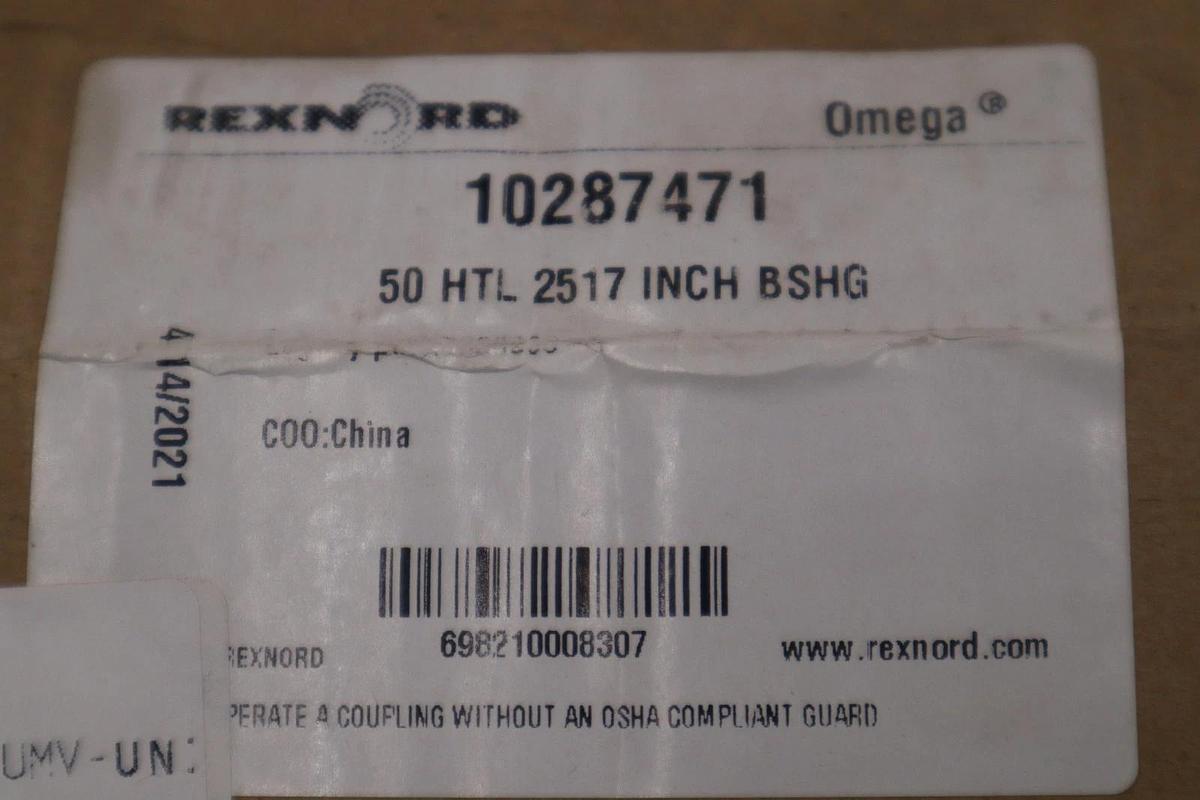 REXNORD Omega®
10287471
50 HTL 2517 INCH BSHG
4 14/2021
COO:China
698210008307
REXNORD www.rexnord.com
PERATE A COUPLING WITHOUT AN OSHA COMPLIANT GUARD
UMV-UN